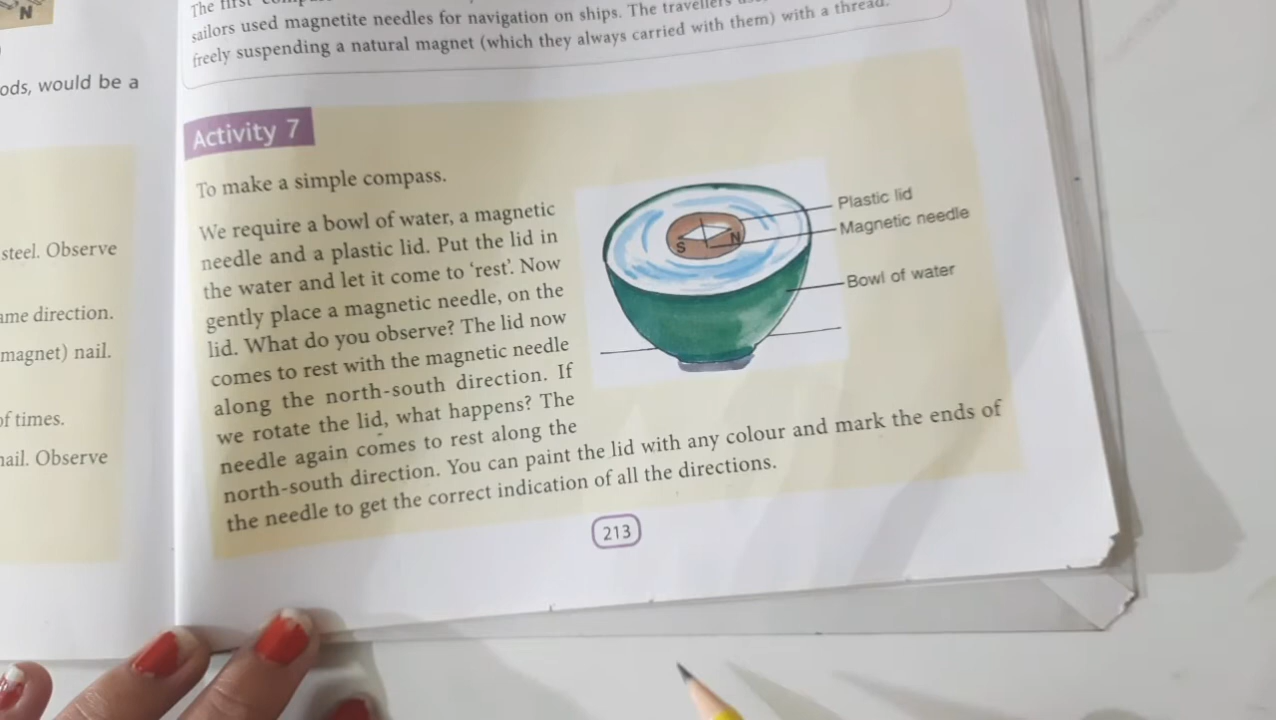 N
ods, would be a
steel. Observe
ame direction.
magnet) nail.
of times.
nail. Observe
The first
sailors used magnetite needles for navigation on ships. The travellers
freely suspending a natural magnet (which they always carried with them) with a thread.
Activity 7
To make a simple compass.
We require a bowl of water, a magnetic
needle and a plastic lid. Put the lid in
the water and let it come to ‘rest’. Now
gently place a magnetic needle, on the
lid. What do you observe? The lid now
comes to rest with the magnetic needle
along the north-south direction. If
we rotate the lid, what happens? The
needle again comes to rest along the
north-south direction. You can paint the lid with any colour and mark the ends of
the needle to get the correct indication of all the directions.
Plastic lid
Magnetic needle
Bowl of water
S
N
213